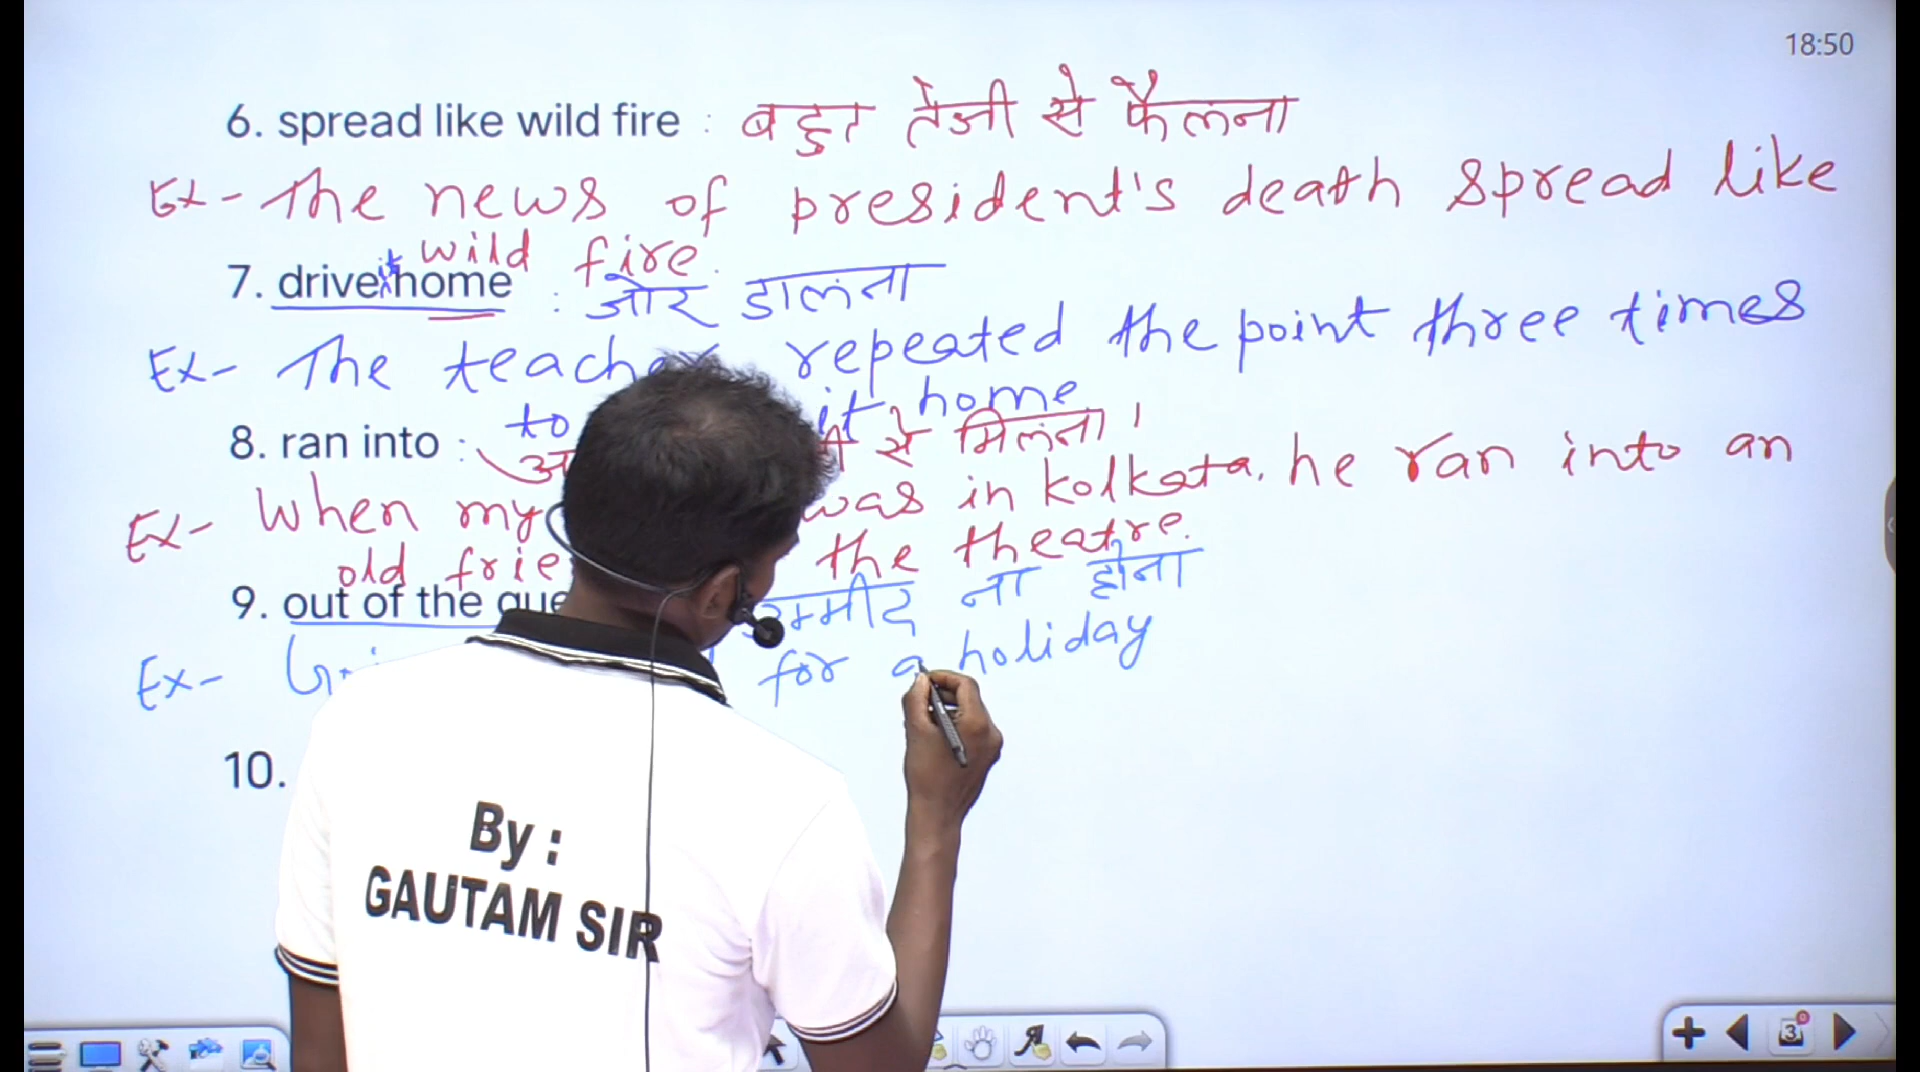 18:50
6. spread like wild fire : बहुत तेजी से फैलना
Ex- The news of president's death spread like
wild fire.
7. drive it home : जोर डालना
Ex- The teacher repeated the point three times
to it home
8. ran into : से मिलना।
Ex- When my was in Kolkata, he ran into an
old the theatre.
9. out of the उम्मीद ना होना
Ex- for a holiday
10.
By :
GAUTAM SIR
3